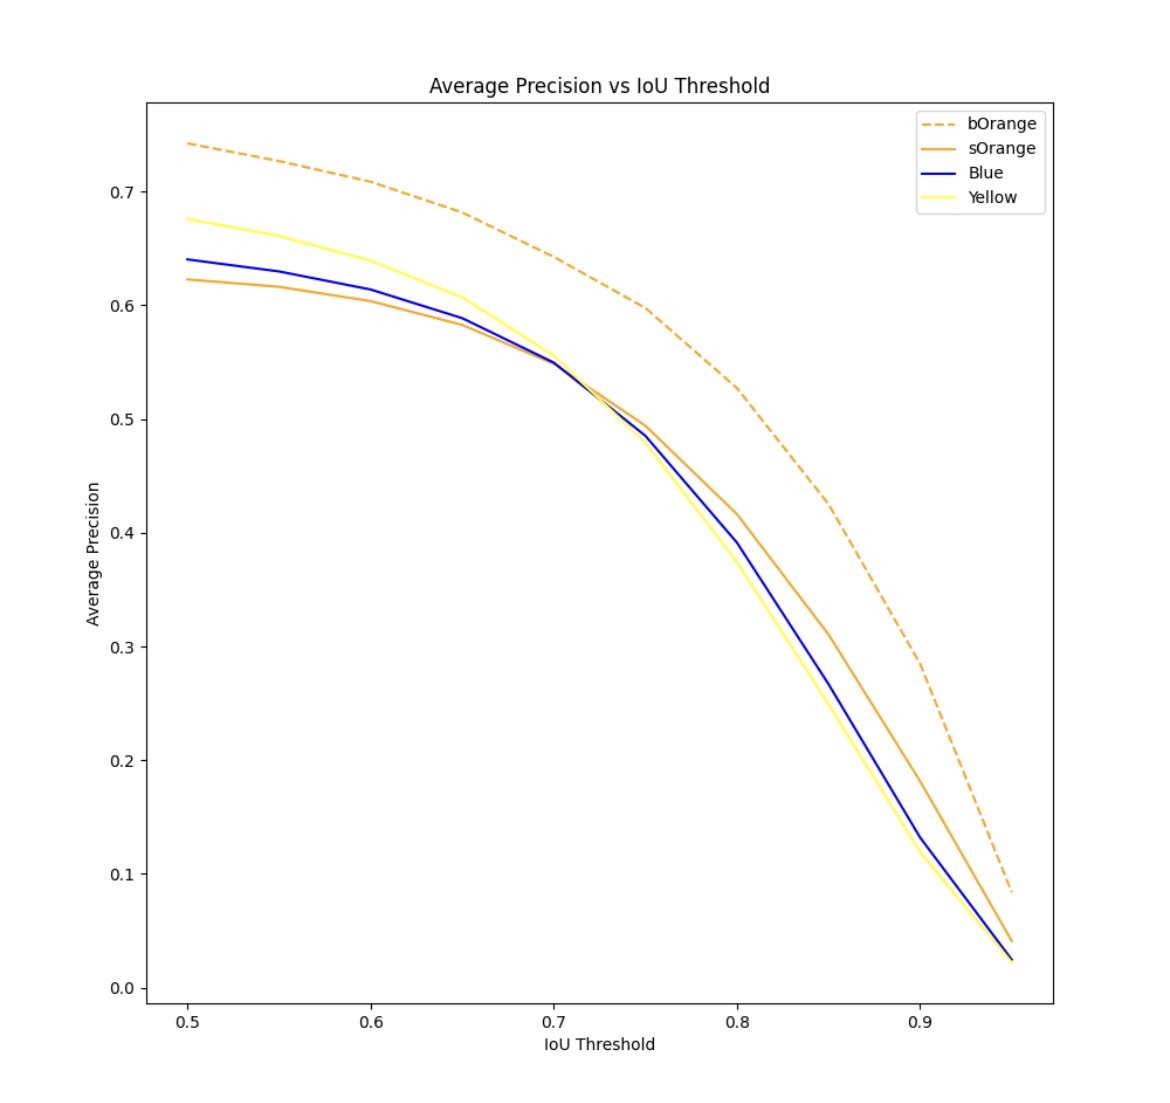 Average Precision vs IoU Threshold
bOrange
sOrange
Blue
Yellow
Average Precision
0.7
0.6
0.5
0.4
0.3
0.2
0.1
0.0
0.5
0.6
0.7
0.8
0.9
IoU Threshold